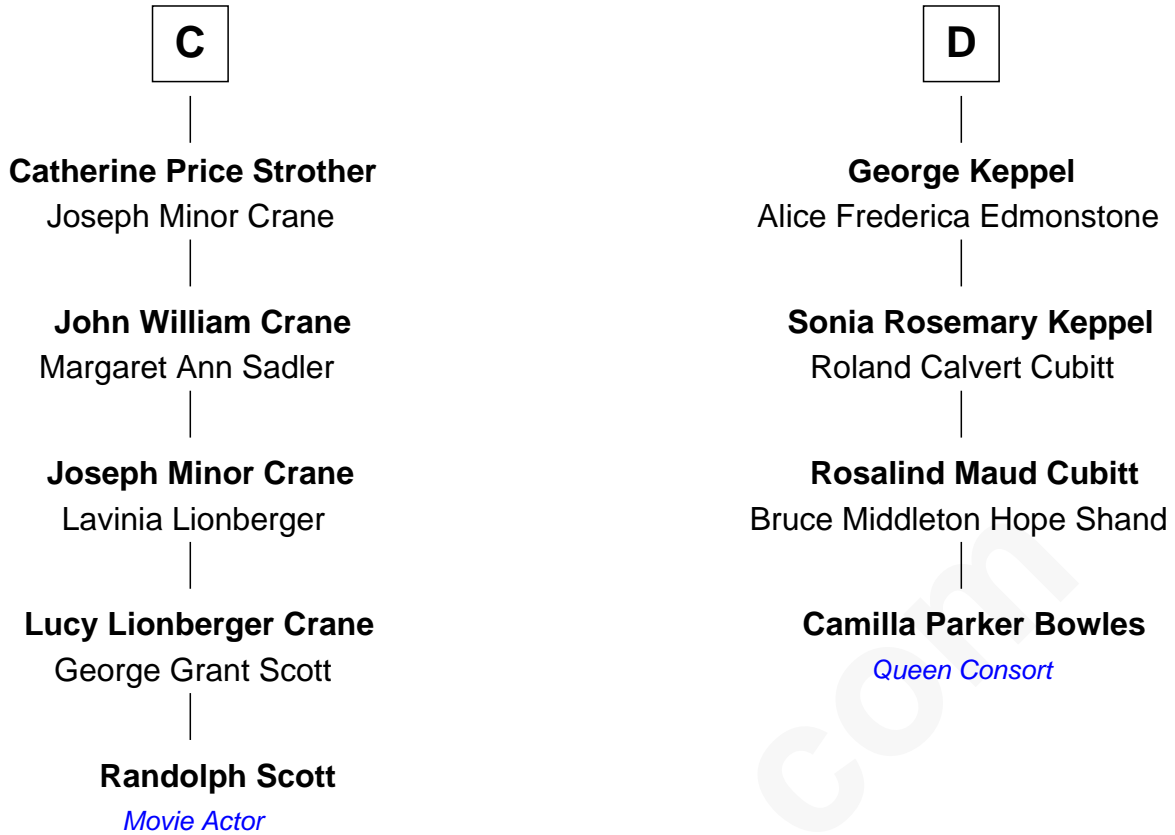 C
Catherine Price Strother
Joseph Minor Crane
John William Crane
Margaret Ann Sadler
Joseph Minor Crane
Lavinia Lionberger
Lucy Lionberger Crane
George Grant Scott
Randolph Scott
Movie Actor
D
George Keppel
Alice Frederica Edmonstone
Sonia Rosemary Keppel
Roland Calvert Cubitt
Rosalind Maud Cubitt
Bruce Middleton Hope Shand
Camilla Parker Bowles
Queen Consort
com